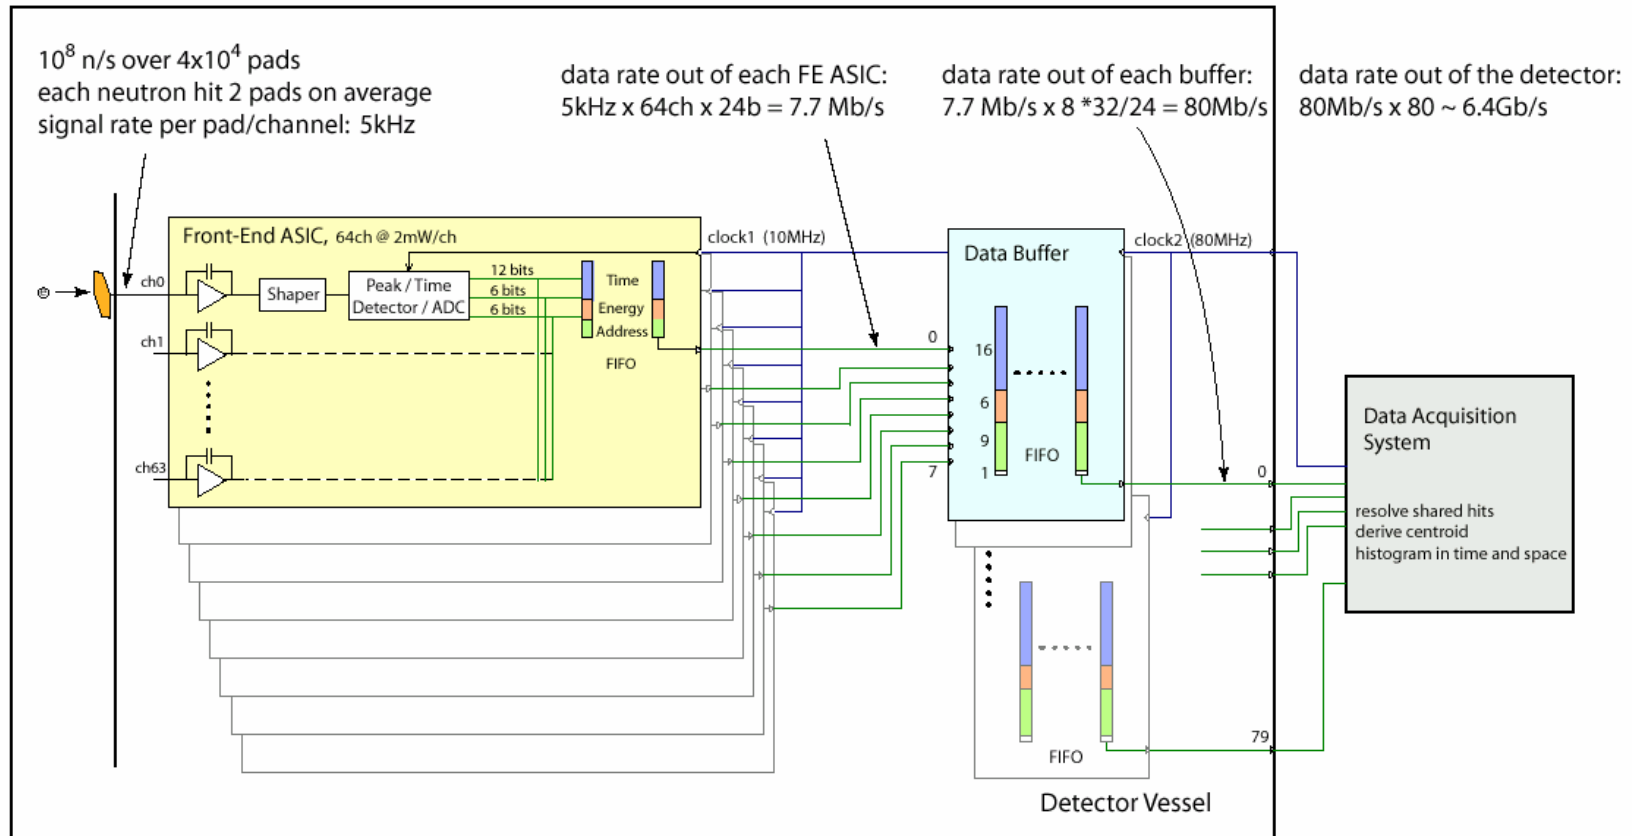 10⁸ n/s over 4x10⁴ pads
each neutron hit 2 pads on average
signal rate per pad/channel: 5kHz
data rate out of each FE ASIC:
5kHz x 64ch x 24b = 7.7 Mb/s
data rate out of each buffer:
7.7 Mb/s x 8 *32/24 = 80Mb/s
data rate out of the detector:
80Mb/s x 80 ~ 6.4Gb/s
Front-End ASIC, 64ch @ 2mW/ch
clock1 (10MHz)
Data Buffer
clock2 (80MHz)
ch0
Shaper
Peak / Time
Detector / ADC
12 bits
6 bits
6 bits
Time
Energy
Address
FIFO
ch1
ch63
0
7
16
6
9
1
FIFO
0
79
FIFO
Data Acquisition
System
resolve shared hits
derive centroid
histogram in time and space
Detector Vessel